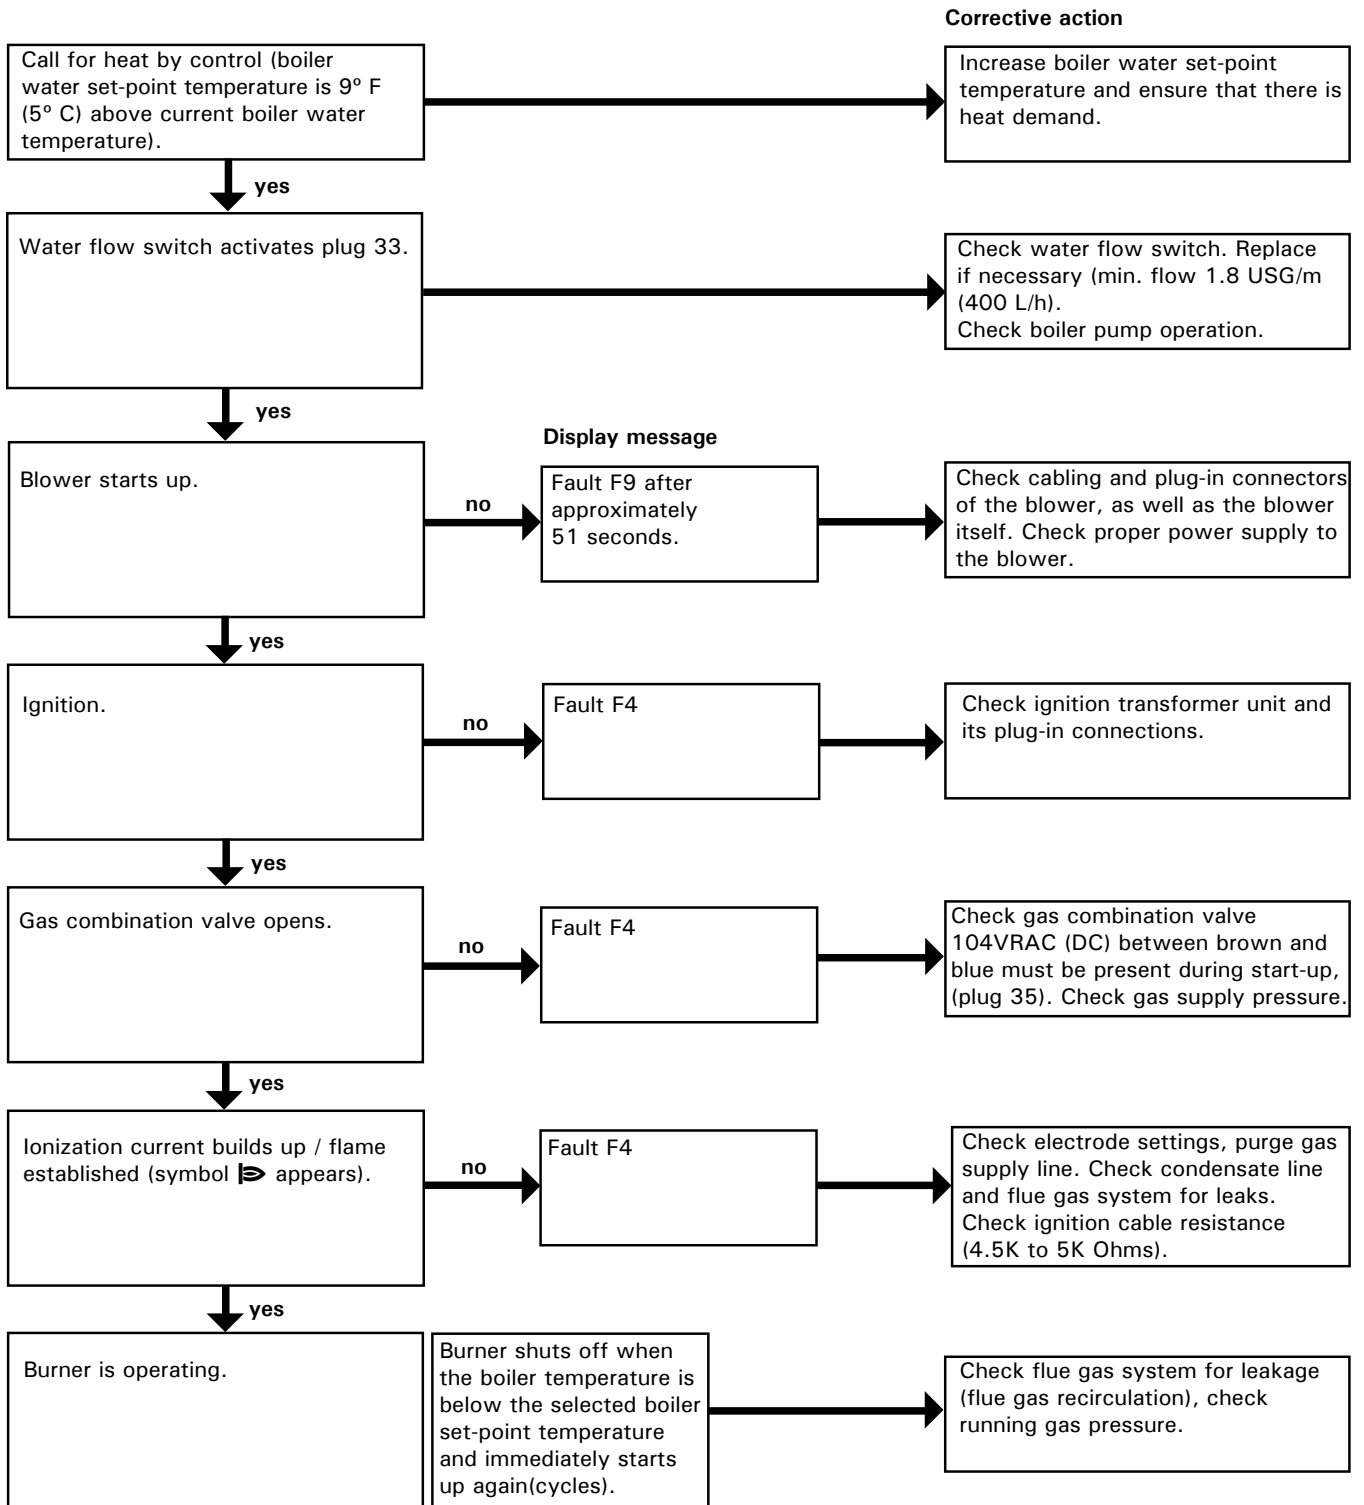 Corrective action
Call for heat by control (boiler
water set-point temperature is 9º F
(5º C) above current boiler water
temperature).
Increase boiler water set-point
temperature and ensure that there is
heat demand.
yes
Water flow switch activates plug 33.
Check water flow switch. Replace
if necessary (min. flow 1.8 USG/m
(400 L/h).
Check boiler pump operation.
yes
Display message
Blower starts up.
no
Fault F9 after
approximately
51 seconds.
Check cabling and plug-in connectors
of the blower, as well as the blower
itself. Check proper power supply to
the blower.
yes
Ignition.
no
Fault F4
Check ignition transformer unit and
its plug-in connections.
yes
Gas combination valve opens.
no
Fault F4
Check gas combination valve
104VRAC (DC) between brown and
blue must be present during start-up,
(plug 35). Check gas supply pressure.
yes
Ionization current builds up / flame
established (symbol appears).
no
Fault F4
Check electrode settings, purge gas
supply line. Check condensate line
and flue gas system for leaks.
Check ignition cable resistance
(4.5K to 5K Ohms).
yes
Burner is operating.
Burner shuts off when
the boiler temperature is
below the selected boiler
set-point temperature
and immediately starts
up again(cycles).
Check flue gas system for leakage
(flue gas recirculation), check
running gas pressure.